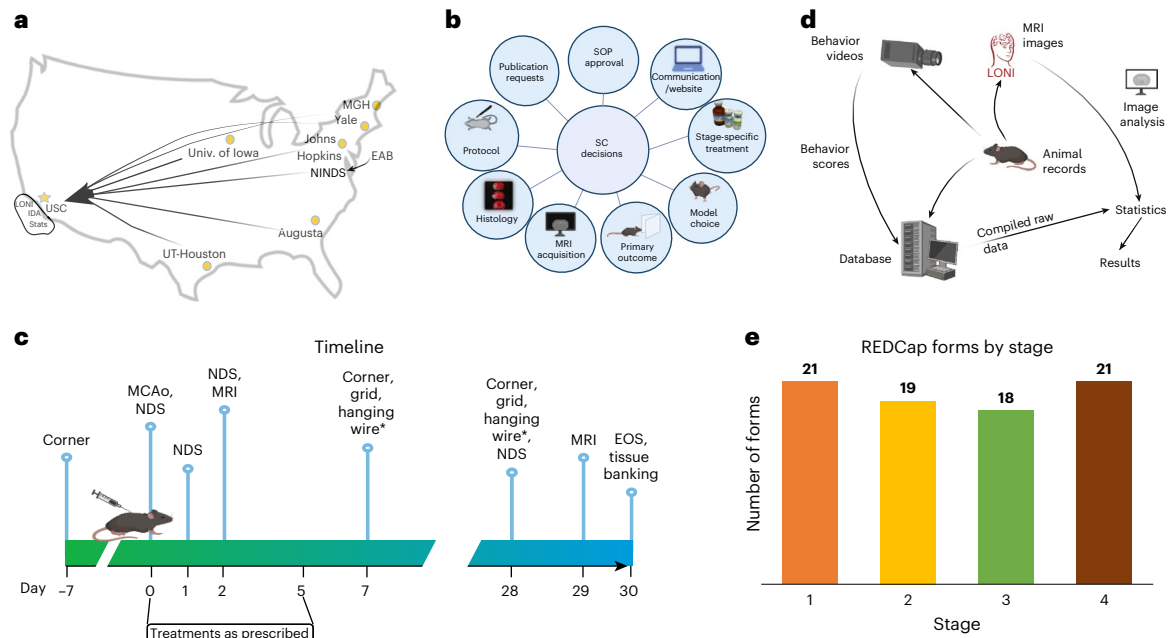 a
MGH
Yale
Johns
Hopkins
Univ. of Iowa
EAB
NINDS
LONI
IDA
Stats
USC
Augusta
UT-Houston
b
SOP
approval
Publication
requests
Communication
/website
Protocol
SC
decisions
Stage-specific
treatment
Histology
Model
choice
MRI
acquisition
Primary
outcome
d
Behavior
videos
MRI
images
LONI
Image
analysis
Behavior
scores
Animal
records
Database
Compiled raw
data
Statistics
Results
c
Timeline
Corner
MCAo,
NDS
NDS
NDS,
MRI
Corner,
grid,
hanging
wire*
Corner,
grid,
hanging
wire*,
NDS
MRI
EOS,
tissue
banking
Day
–7
0
1
2
5
7
28
29
30
Treatments as prescribed
e
REDCap forms by stage
Number of forms
21
19
18
21
1
2
3
4
Stage